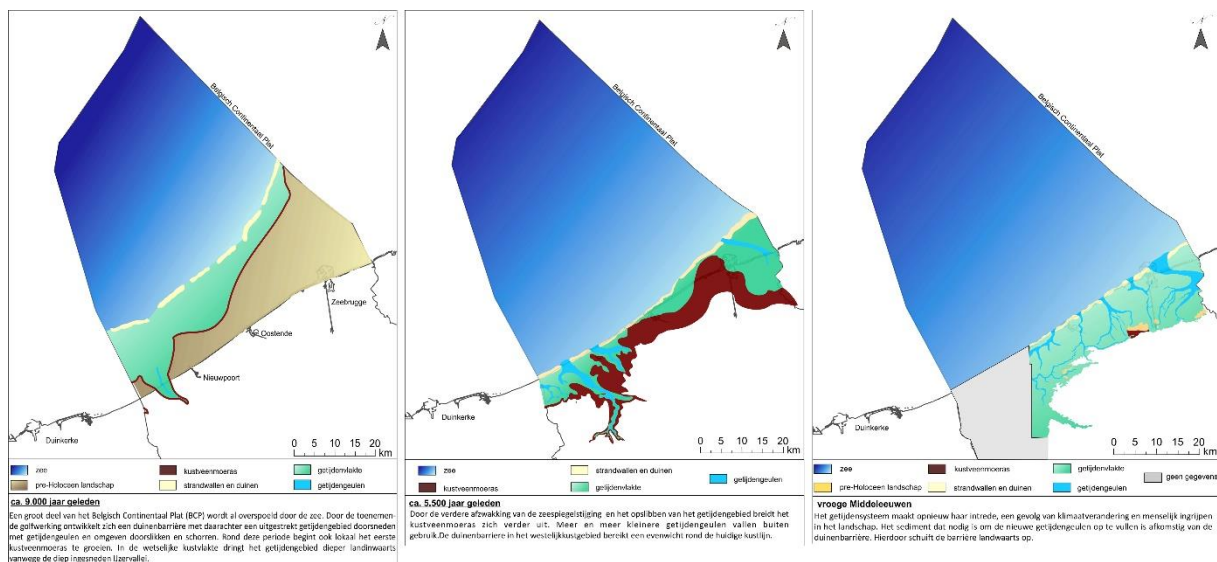 Belgisch Continentaal Plat
Zeebrugge
Oostende
Nieuwpoort
Duinkerke
0 5 10 15 20
km
zee
kustveenmoeras
getijdenvlakte
pre-Holoceen landschap
strandwallen en duinen
getijdengeulen
ca. 9.000 jaar geleden
Een groot deel van het Belgisch Continentaal Plat (BCP) wordt al overspoeld door de zee. Door de toenemen-
de golfwerking ontwikkelt zich een duinenbarrière met daarachter een uitgestrekt getijdengebied doorsneden
met getijdengeulen en omgeven doorslikken en schorren. Rond deze periode begint ook lokaal het eerste
kustveenmoeras te groeien. In de wetselijke kustvlakte dringt het getijdengebied dieper landinwaarts
vanwege de diep ingesneden IJzervallei.
Belgisch Continentaal Plat
Duinkerke
0 5 10 15 20
km
zee
strandwallen en duinen
getijdengeulen
kustveenmoeras
getijdenvlakte
ca. 5.500 jaar geleden
Door de verdere afzwakking van de zeespiegelstijging en het opslibben van het getijdengebied breidt het
kustveenmoeras zich verder uit. Meer en meer kleinere getijdengeulen vallen buiten
gebruik.De duinenbarriere in het westelijkkustgebied bereikt een evenwicht rond de huidige kustlijn.
Belgisch Continentaal Plat
Duinkerke
0 5 10 15 20
km
zee
kustveenmoeras
getijdenvlakte
geen gegevens
pre-Holoceen landschap
strandwallen en duinen
getijdengeulen
vroege Middeleeuwen
Het getijdensysteem maakt opnieuw haar intrede, een gevolg van klimaatverandering en menselijk ingrijpen
in het landschap. Het sediment dat nodig is om de nieuwe getijdengeulen op te vullen is afkomstig van de
duinenbarrière. Hierdoor schuift de barrière landwaarts op.